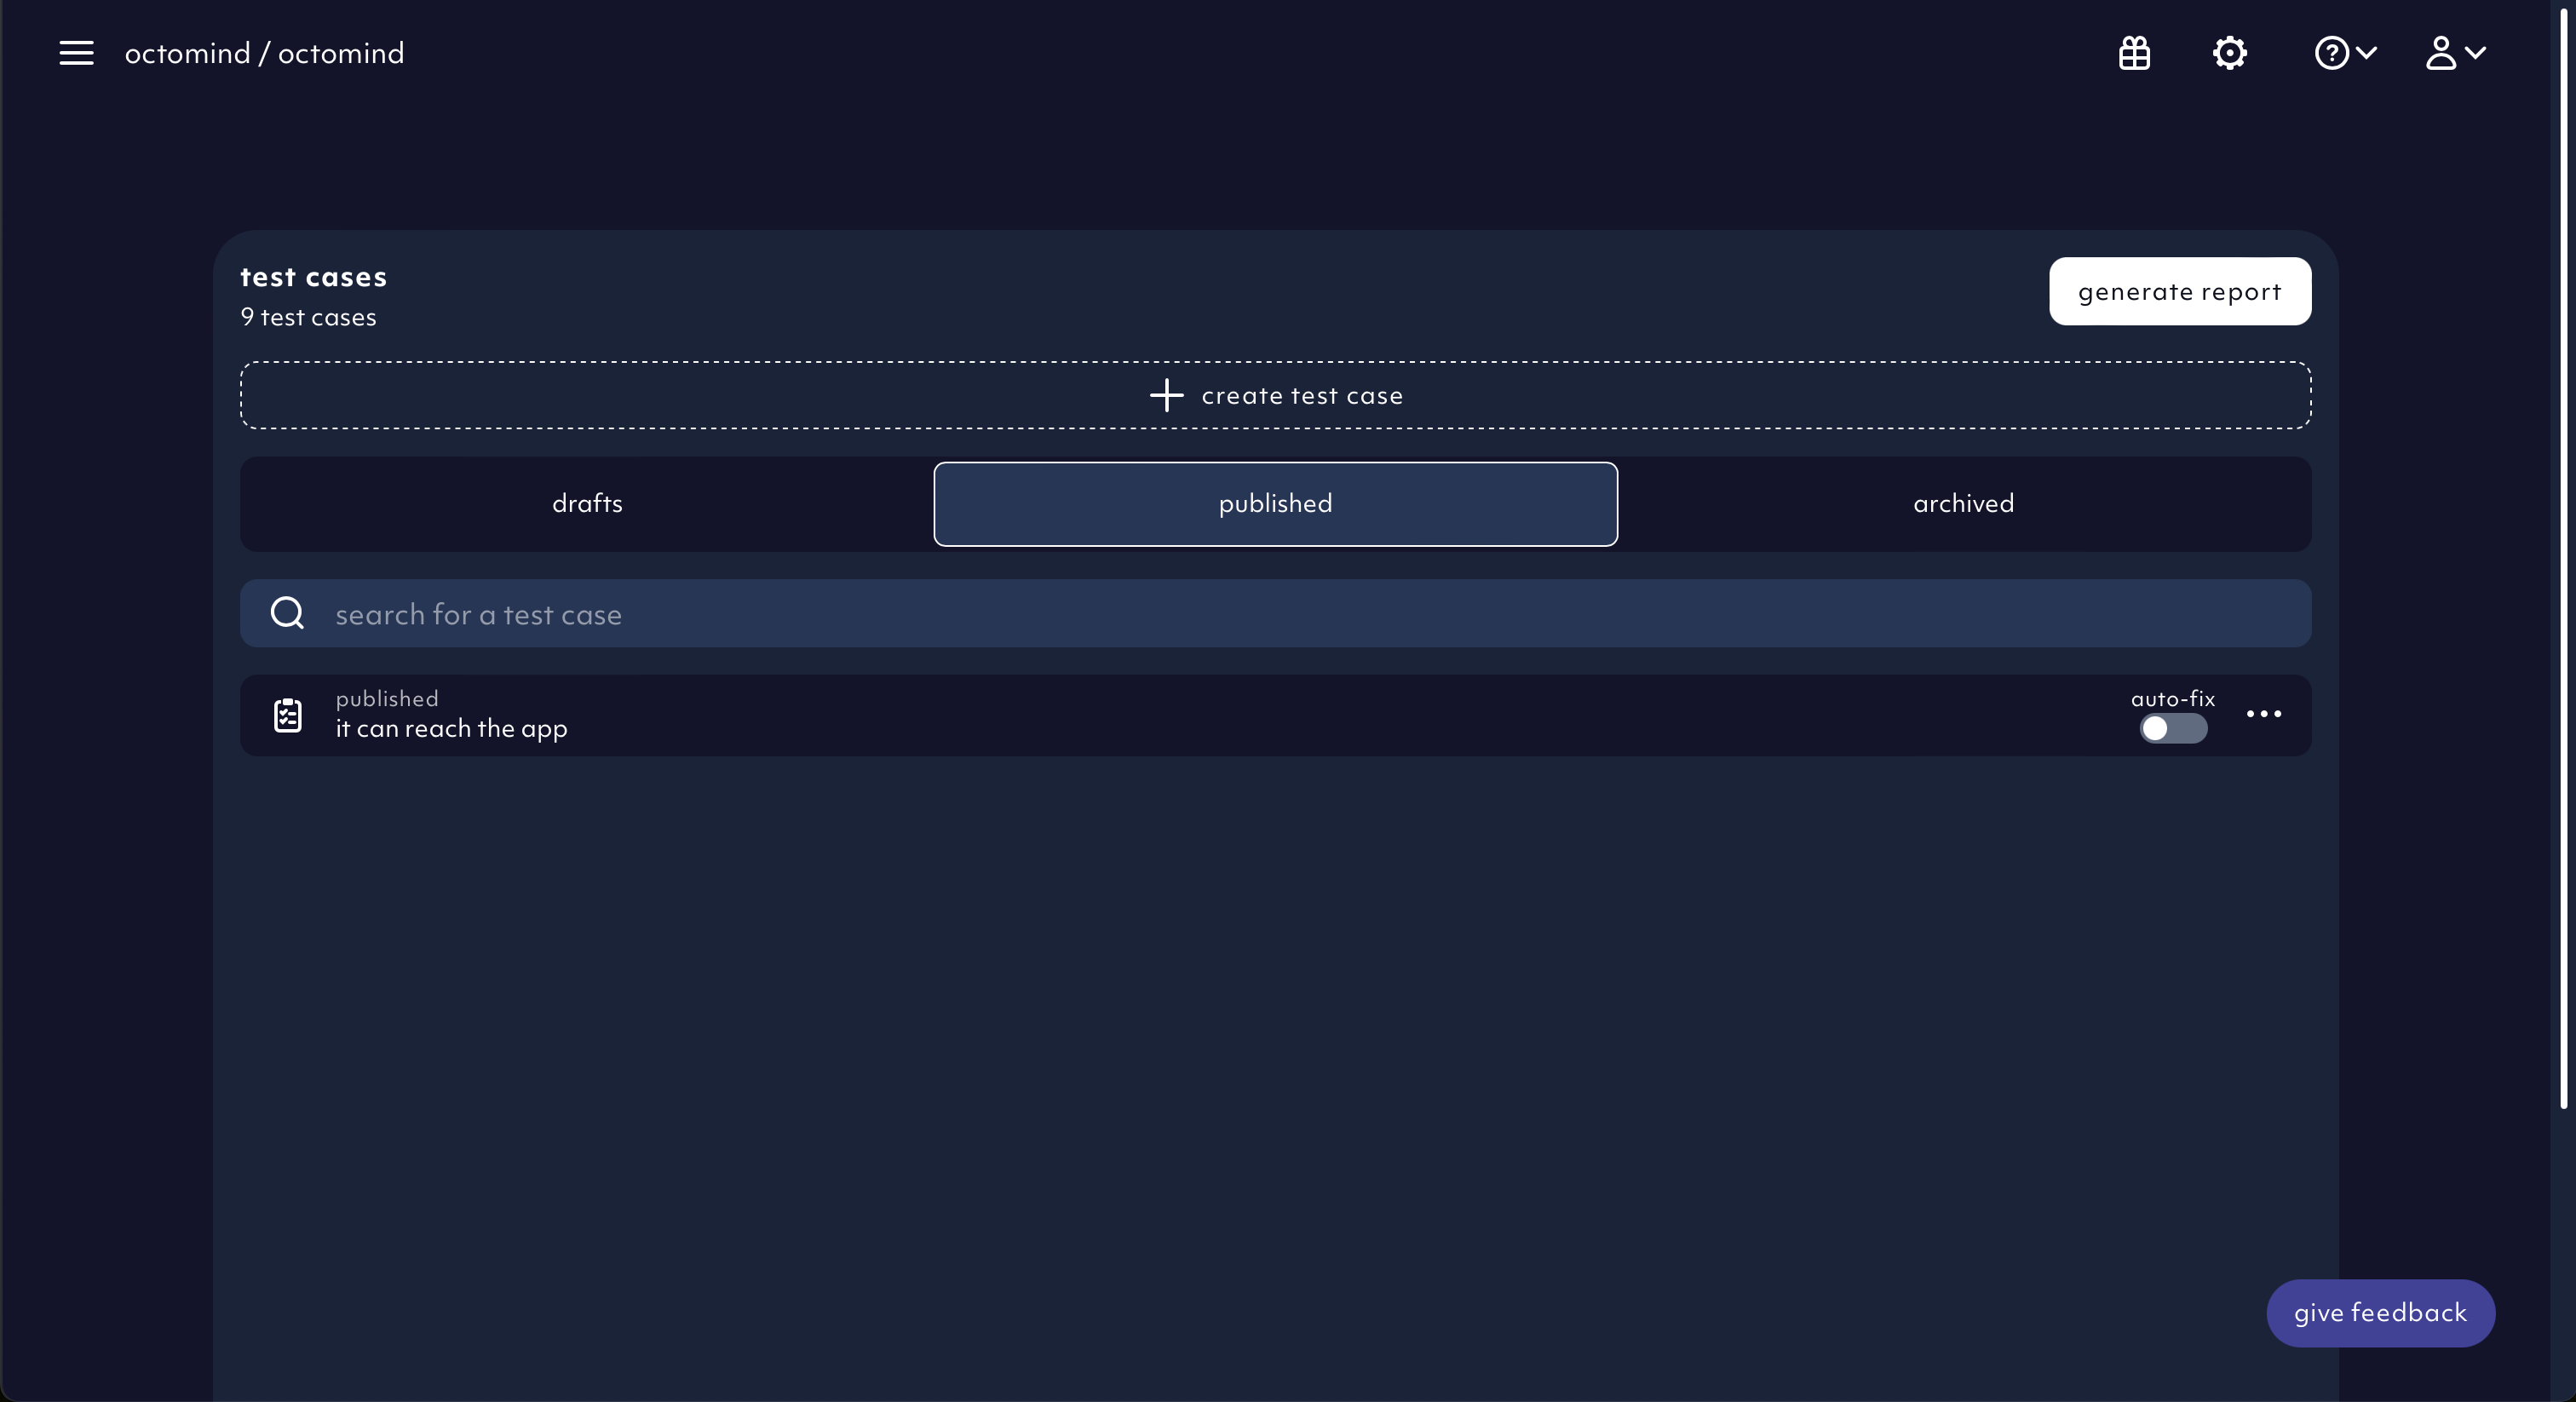 octomind / octomind
test cases
9 test cases
generate report
create test case
drafts
published
archived
search for a test case
published
it can reach the app
auto-fix
give feedback